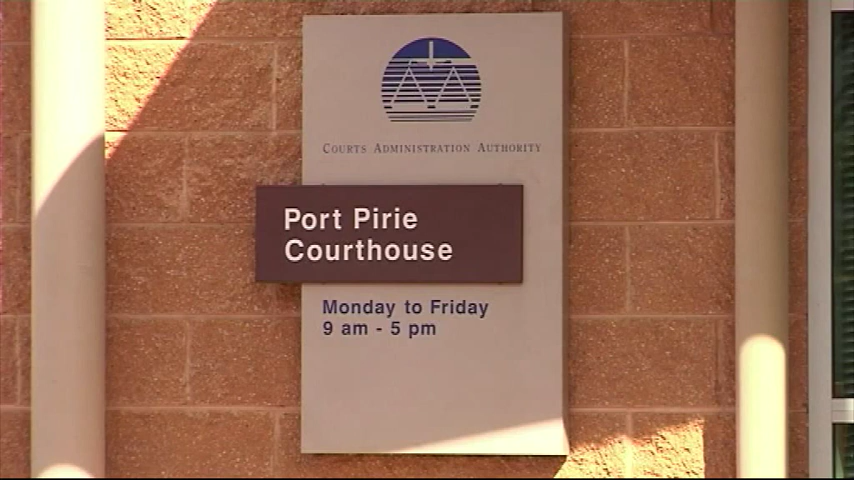 COURTS ADMINISTRATION AUTHORITY
Port Pirie
Courthouse
Monday to Friday
9 am - 5 pm